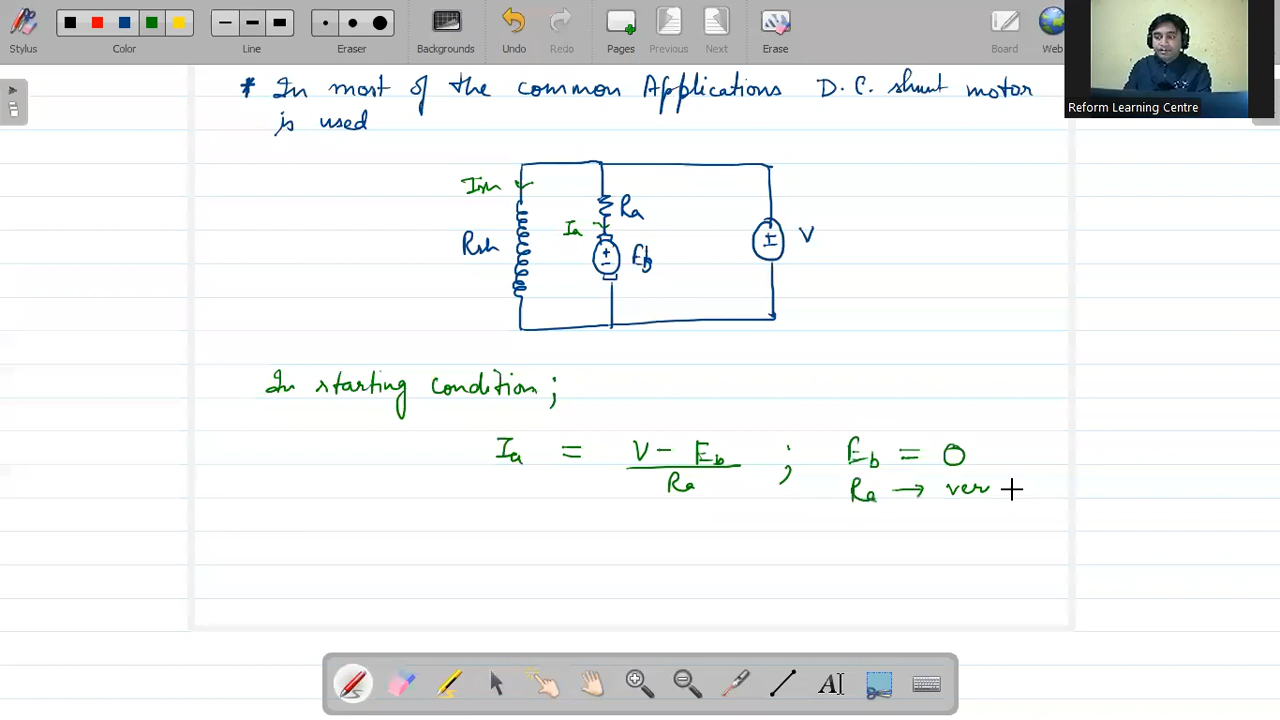 Stylus
Color
Line
Eraser
Backgrounds
Undo
Redo
Pages
Previous
Next
Erase
Board
Web
Reform Learning Centre
* In most of the common Applications D.C. shunt motor
is used
Ish
Ra
Ia
Rsh
Eb
V
In starting condition ;
Ia = V - Eb / Ra ; Eb = 0
Ra → ver
AI